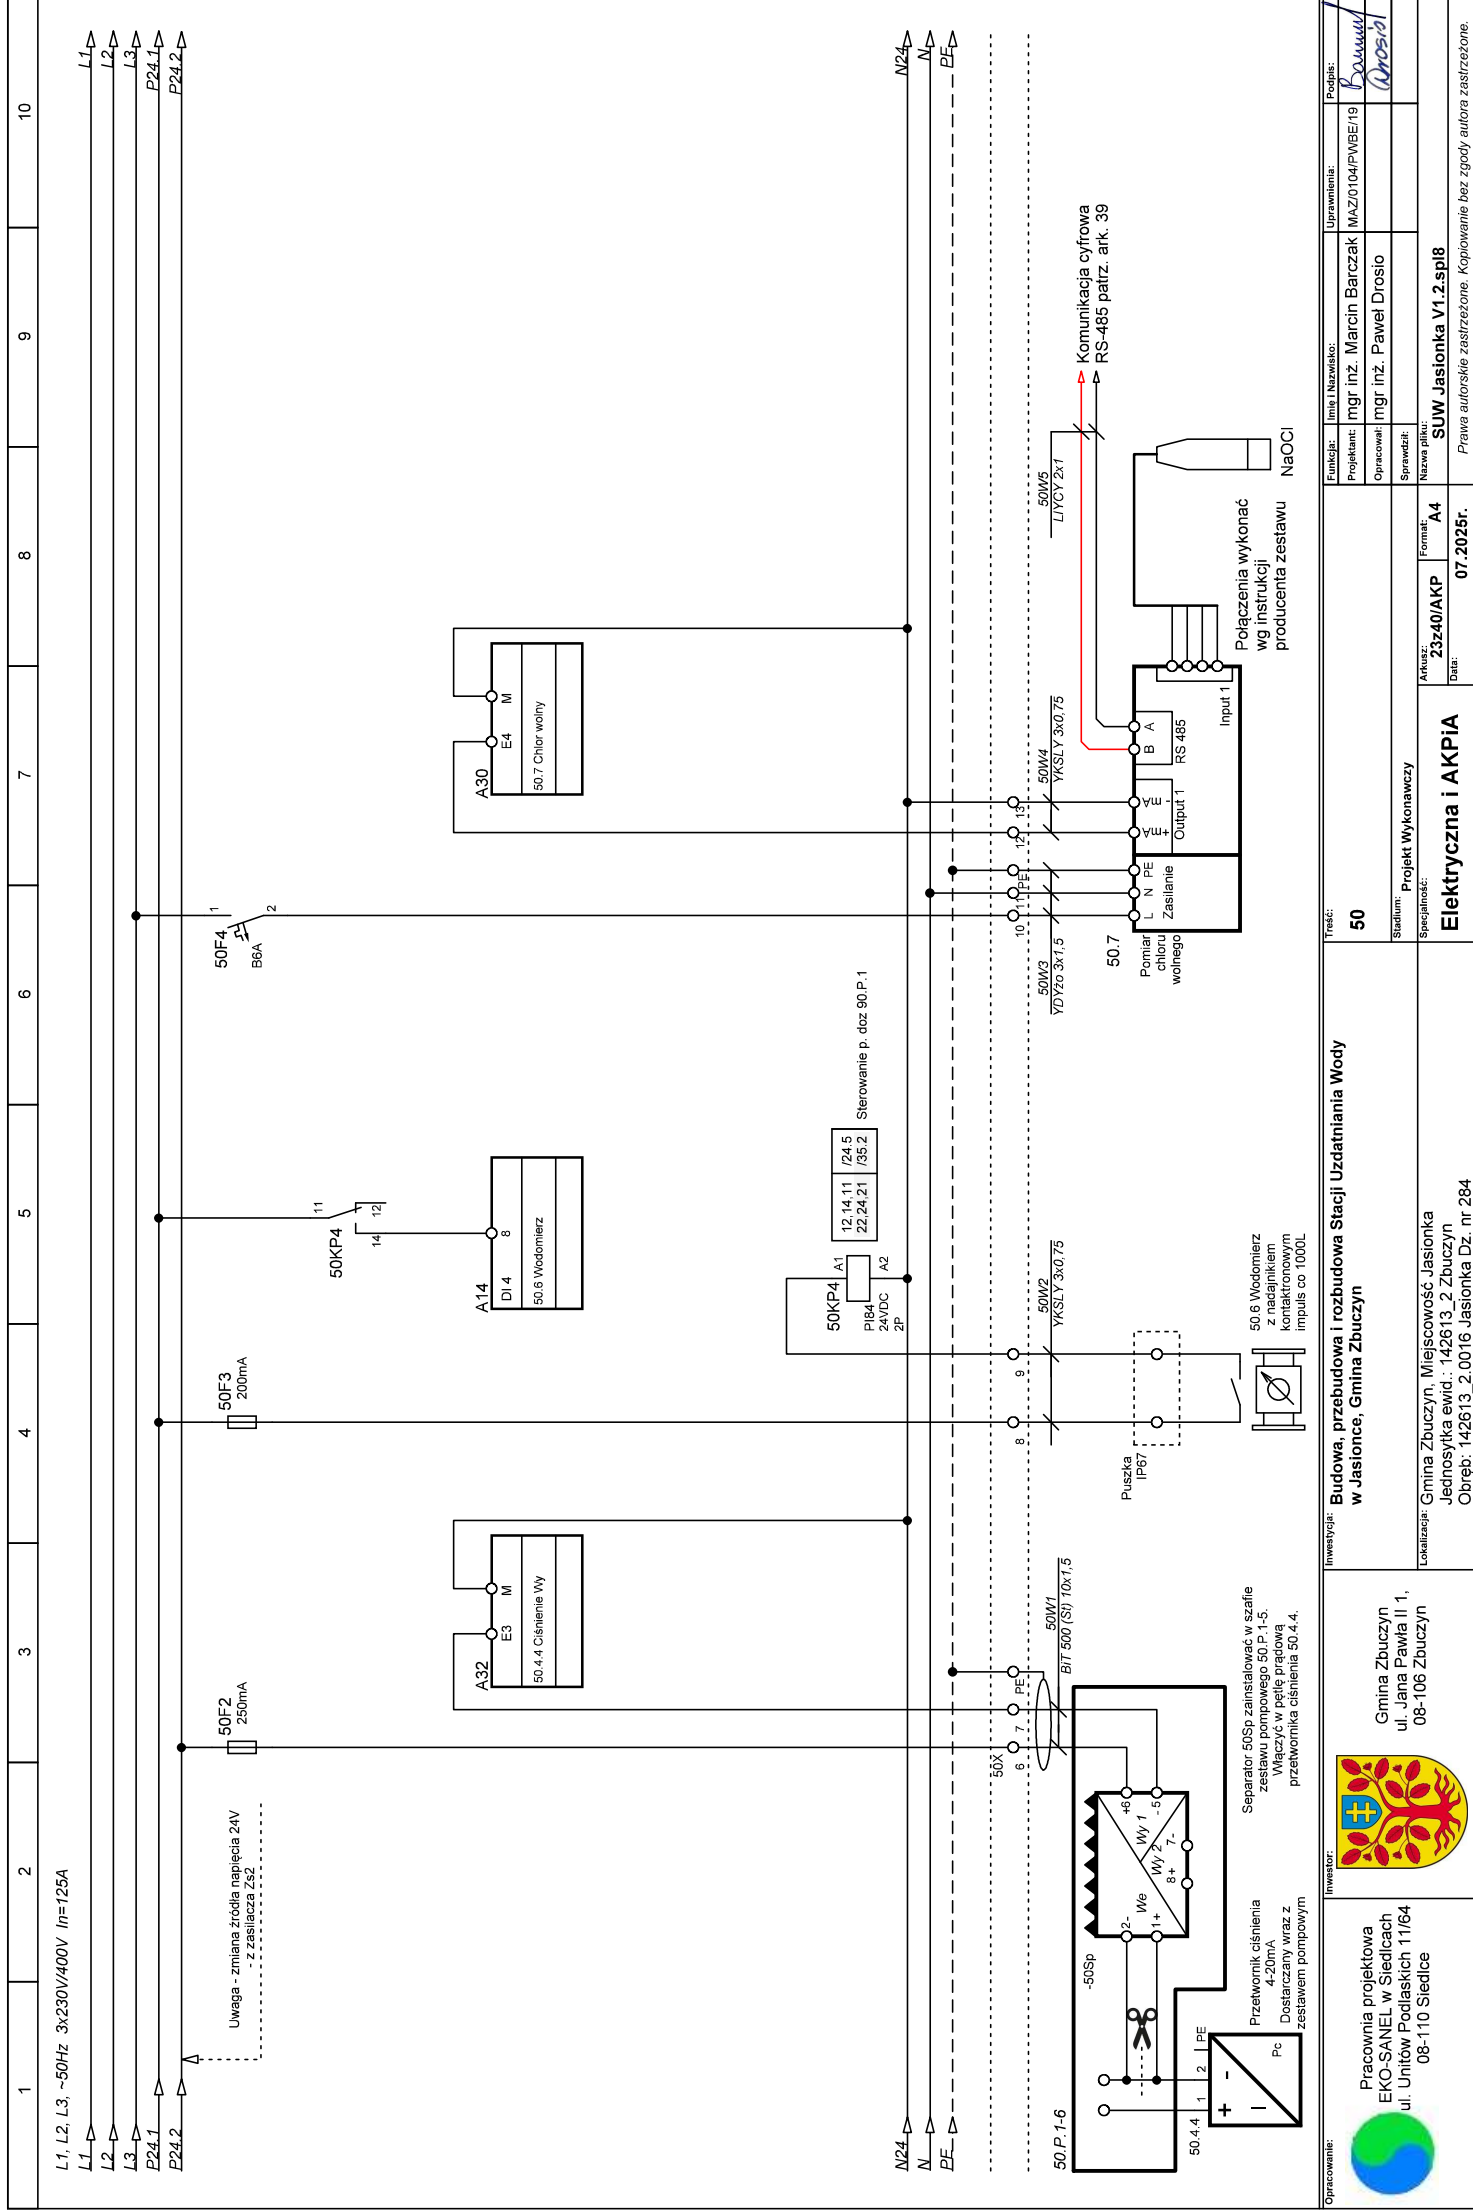 1 2 3 4 5 6 7 8 9 10
L1, L2, L3, ~50Hz 3x230V/400V In=125A
L1 L1
L2 L2
L3 L3
P24.1 P24.1
P24.2 P24.2
Uwaga - zmiana źródła napięcia 24V
- z zasilacza Zs2
50F2
250mA
50F3
200mA
50KP4
11
14 12
50F4
B6A
1
2
A32
E3 M
50.4.4 Ciśnienie Wy
A14
DI 4 8
50.6 Wodomierz
A30
E4 M
50.7 Chlor wolny
50KP4
A1
A2
PI84
24VDC
2P
12,14,11 /24.5
22,24,21 /35.2
Sterowanie p. doz 90.P.1
N24 N24
N N
PE PE
50X
6 7 PE
8 9
10 11 PE 12 13
50W1
BiT 500 (St) 10x1,5
50W2
YKSLY 3x0,75
50W3
YDYżo 3x1,5
50W4
YKSLY 3x0,75
50W5
LIYCY 2x1
Komunikacja cyfrowa
RS-485 patrz. ark. 39
50.P.1-6
-50Sp
2- 1+
We
Wy 1
Wy 2
+6 -5
8+ 7-
50.4.4
1 2 PE
+ -
I
Pc
Przetwornik ciśnienia
4-20mA
Dostarczany wraz z
zestawem pompowym
Separator 50Sp zainstalować w szafie
zestawu pompowego 50.P.1-5.
Włączyć w pętlę prądową
przetwornika ciśnienia 50.4.4.
Puszka
IP67
50.6 Wodomierz
z nadajnikiem
kontaktronowym
impuls co 1000L
50.7
Pomiar
chloru
wolnego
L N PE
Zasilanie
+mA - mA
Output 1
B A
RS 485
Input 1
Połączenia wykonać
wg instrukcji
producenta zestawu
NaOCl
Opracowanie:
Pracownia projektowa
EKO-SANEL w Siedlcach
ul. Unitów Podlaskich 11/64
08-110 Siedlce
Inwestor:
Gmina Zbuczyn
ul. Jana Pawła II 1,
08-106 Zbuczyn
Inwestycja:
Budowa, przebudowa i rozbudowa Stacji Uzdatniania Wody
w Jasionce, Gmina Zbuczyn
Lokalizacja:
Gmina Zbuczyn, Miejscowość Jasionka
Jednosytka ewid.: 142613_2 Zbuczyn
Obręb: 142613_2.0016 Jasionka Dz. nr 284
Treść:
50
Stadium:
Projekt Wykonawczy
Specjalność:
Elektryczna i AKPiA
Arkusz:
23z40/AKP
Format:
A4
Data:
07.2025r.
Funkcja: Imię i Nazwisko: Uprawnienia: Podpis:
Projektant: mgr inż. Marcin Barczak MAZ/0104/PWBE/19
Opracował: mgr inż. Paweł Drosio
Sprawdził:
Nazwa pliku:
SUW Jasionka V1.2.spl8
Prawa autorskie zastrzeżone. Kopiowanie bez zgody autora zastrzeżone.